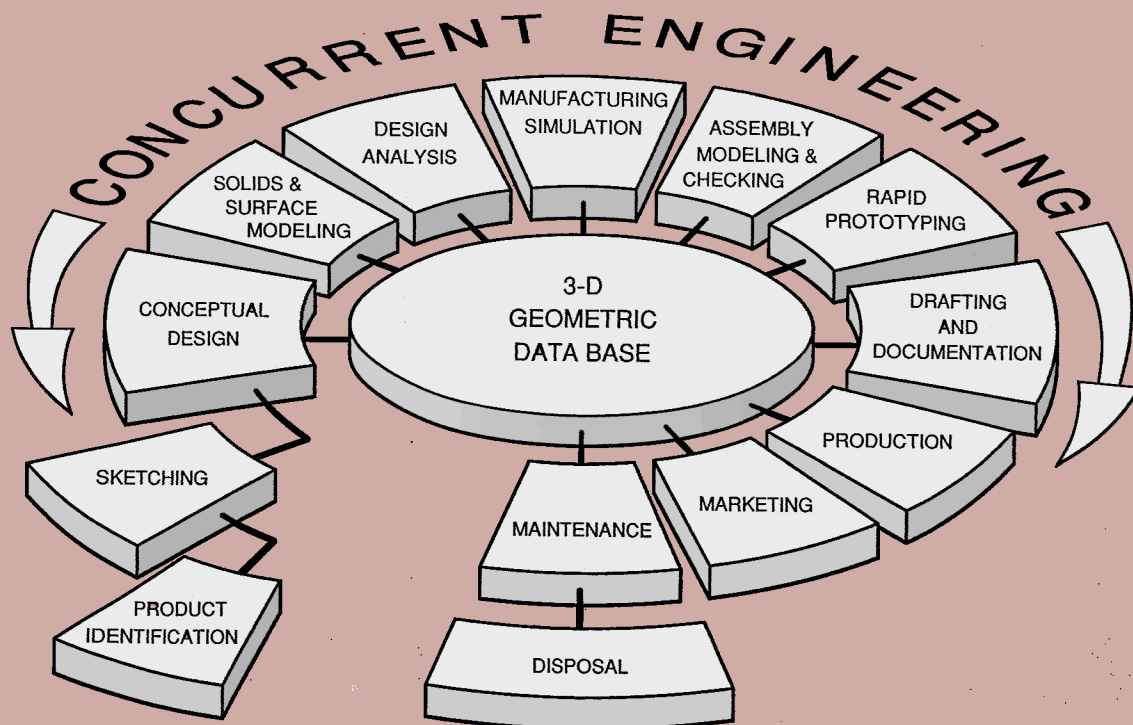 CONCURRENT ENGINEERING
MANUFACTURING
SIMULATION
DESIGN
ANALYSIS
ASSEMBLY
MODELING &
CHECKING
SOLIDS &
SURFACE
MODELING
RAPID
PROTOTYPING
CONCEPTUAL
DESIGN
3-D
GEOMETRIC
DATA BASE
DRAFTING
AND
DOCUMENTATION
SKETCHING
PRODUCTION
MARKETING
MAINTENANCE
PRODUCT
IDENTIFICATION
DISPOSAL